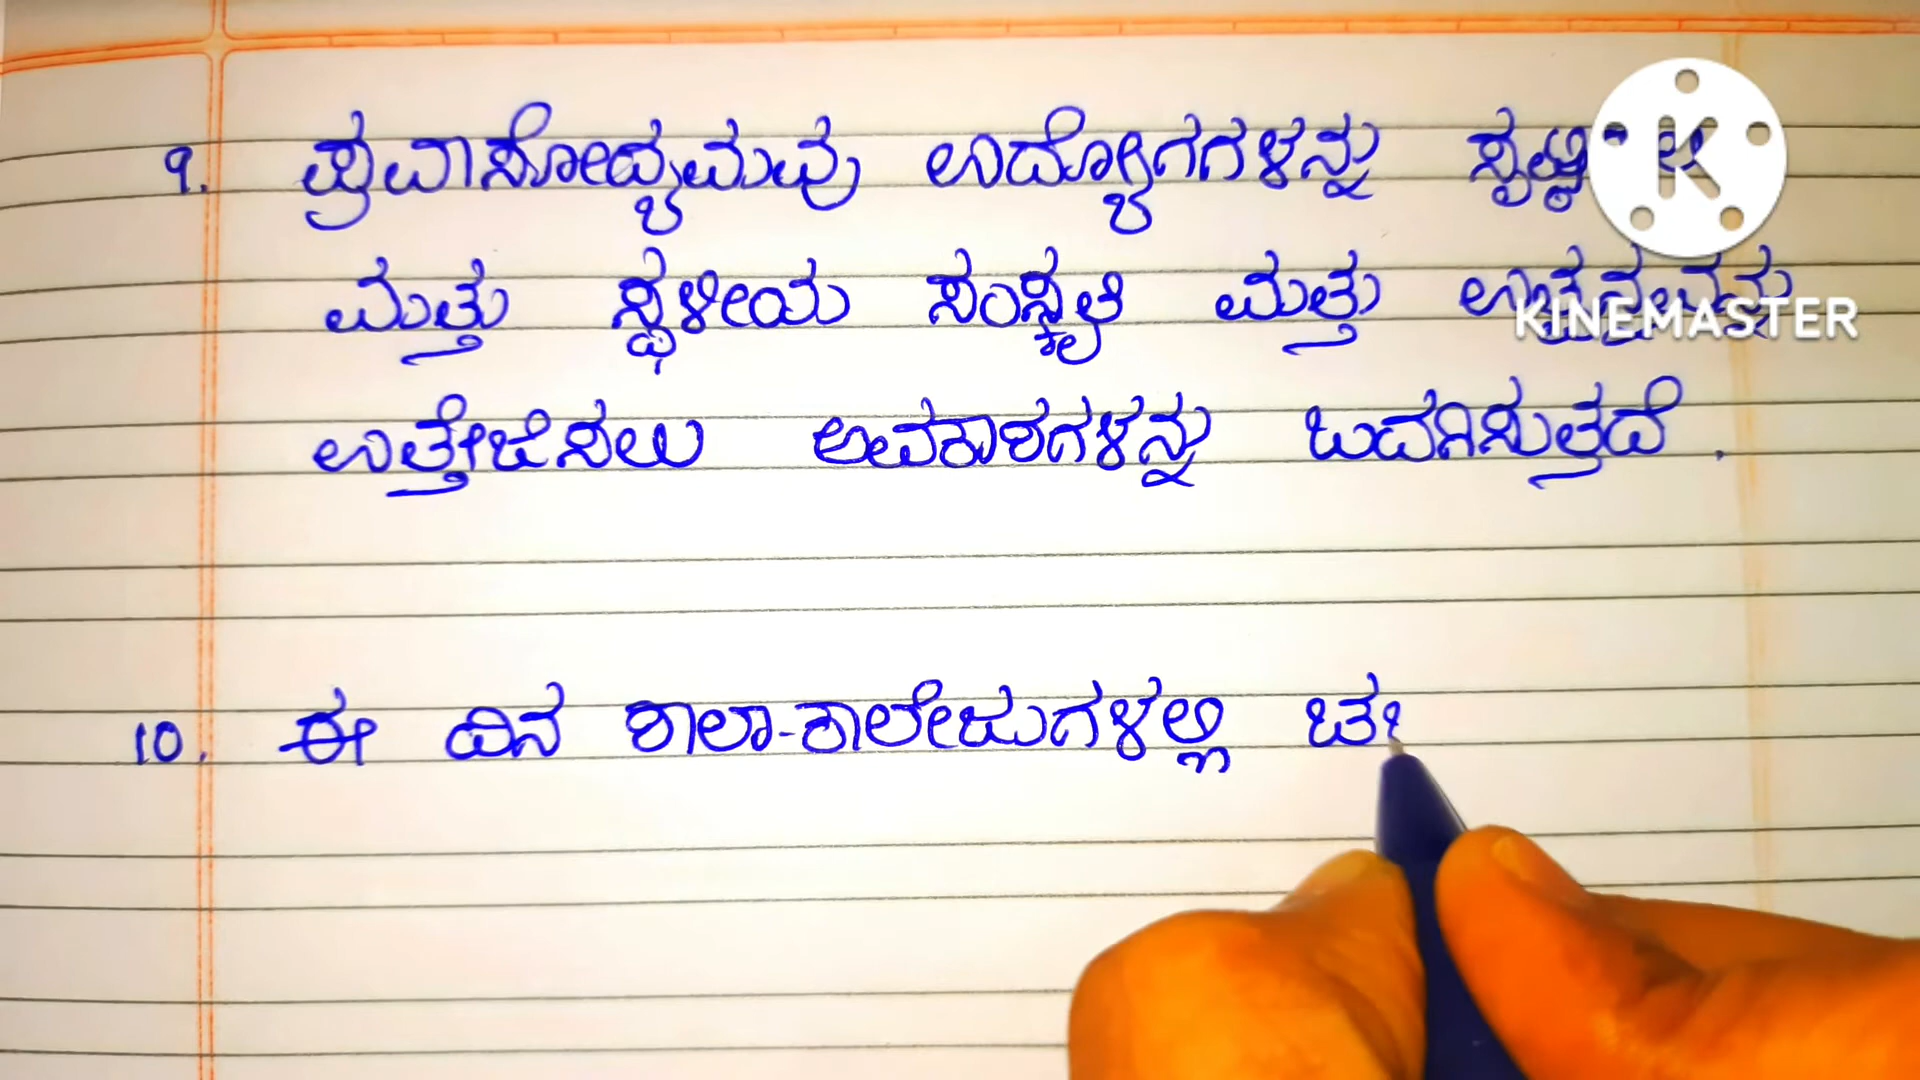 9. ಪ್ರವಾಸೋದ್ಯಮವು ಉದ್ಯೋಗಗಳನ್ನು
ಮತ್ತು ಸ್ಥಳೀಯ ಸಂಸ್ಕೃತಿ ಮತ್ತು
ಉತ್ತೇಜಿಸಲು ಅವಕಾಶಗಳನ್ನು ಒದಗಿಸುತ್ತದೆ.
10. ಈ ದಿನ ಶಾಲಾ-ಕಾಲೇಜುಗಳಲ್ಲಿ
KINEMASTER